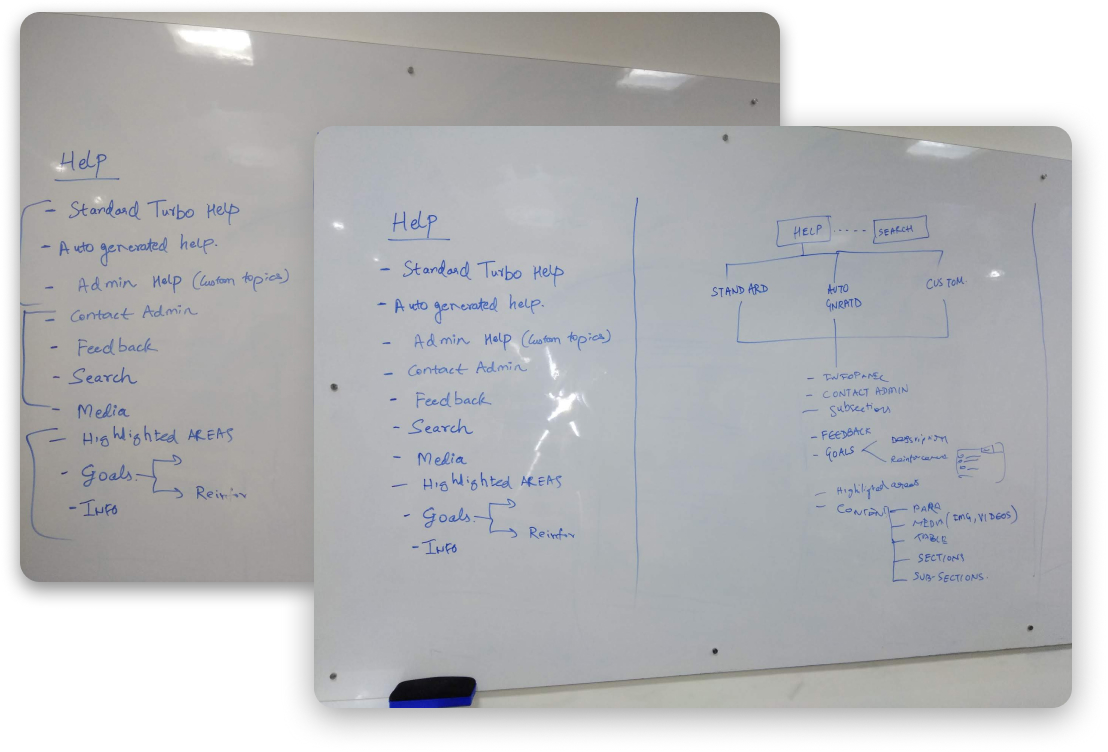 Help
- Standard Turbo Help
- Auto generated help.
- Admin Help (Custom topics)
- Contact Admin
- Feedback
- Search
- Media
- Highlighted AREAS
- Goals
Rein
- INFO
Help
- Standard Turbo Help
- Auto generated help.
- Admin Help (Custom topics)
- Contact Admin
- Feedback
- Search
- Media
- Highlighted AREAS
- Goals
Reinfor
- INFO
HELP ..... SEARCH
STANDARD
AUTO
GNRATD
CUSTOM
- INFOPANEL
- CONTACT ADMIN
- Subsections
- FEEDBACK
- GOALS
- Highlighted areas
- CONTENT
- PARA
- MEDIA (IMG, VIDEOS)
- TABLE
- SECTIONS
- SUB-SECTIONS.